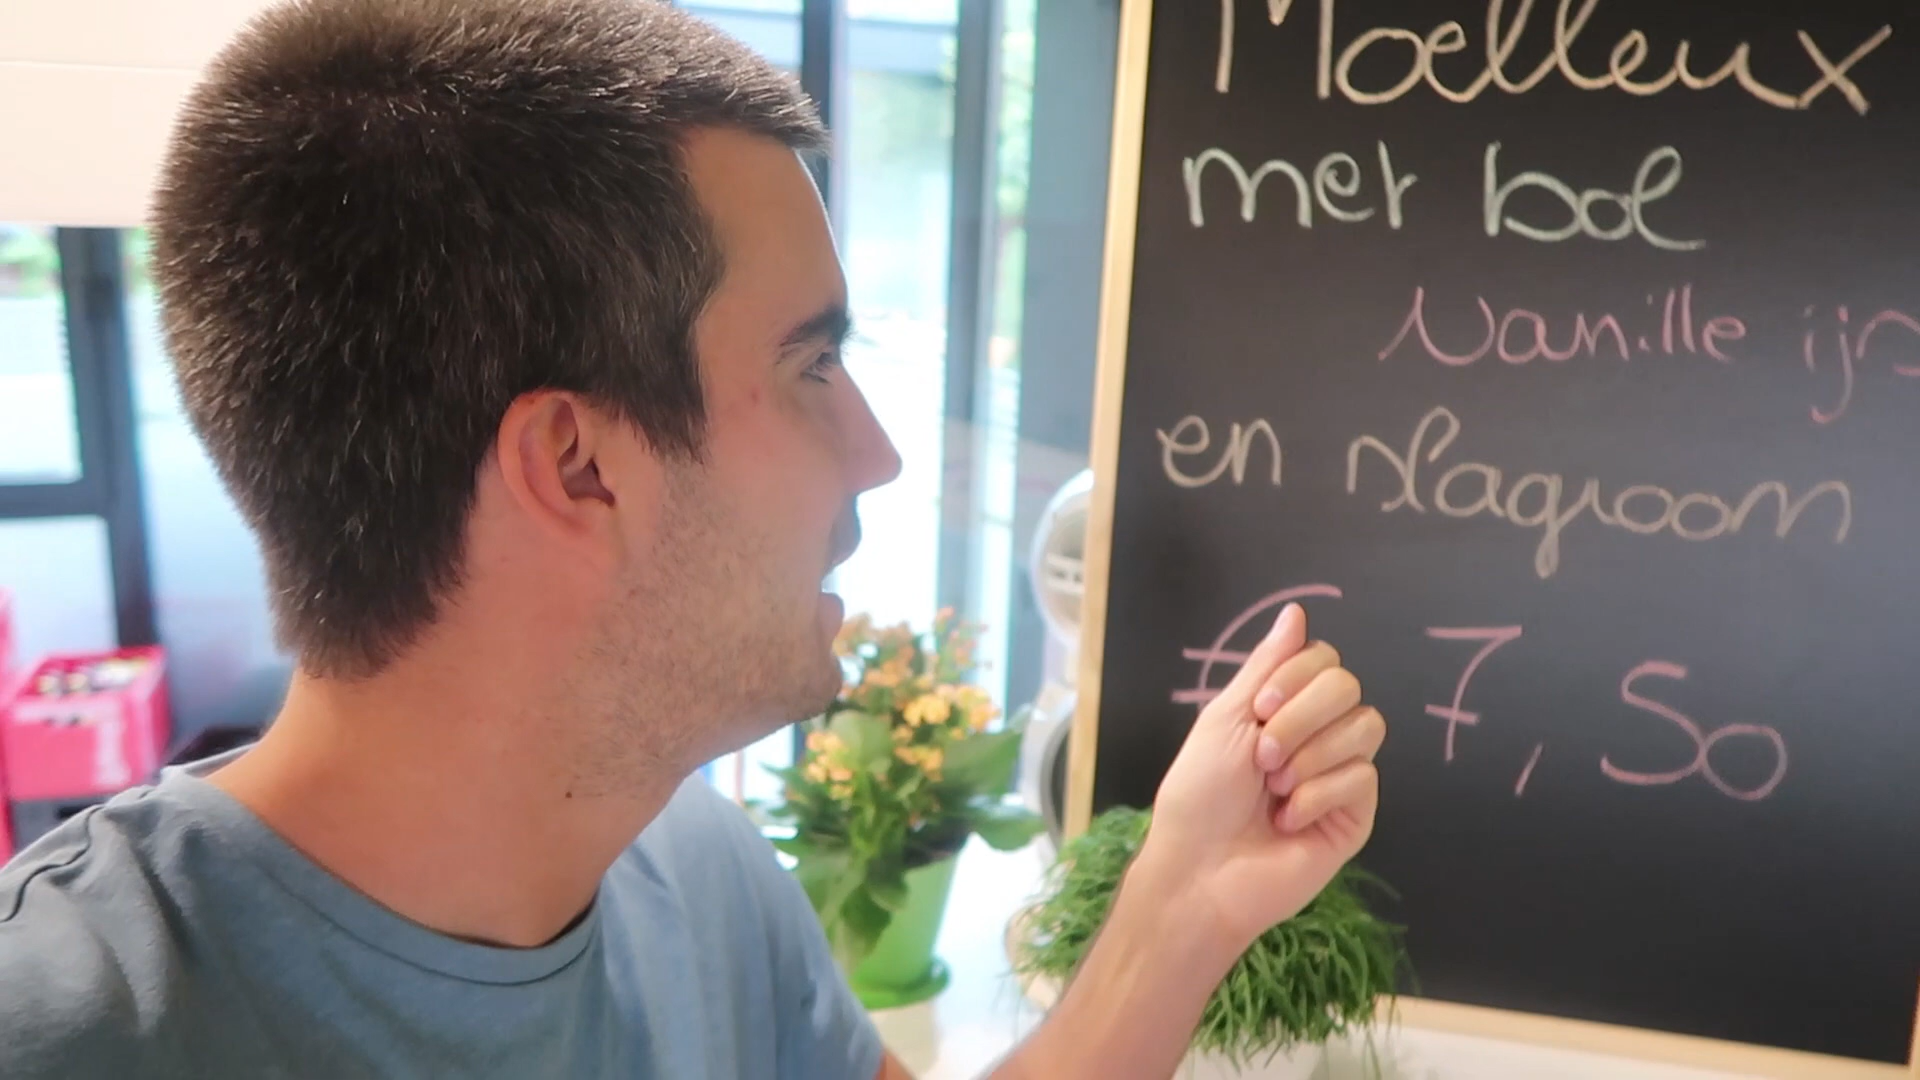 Moelleux
met bol
Vanille ijs
en slagroom
€ 7,50